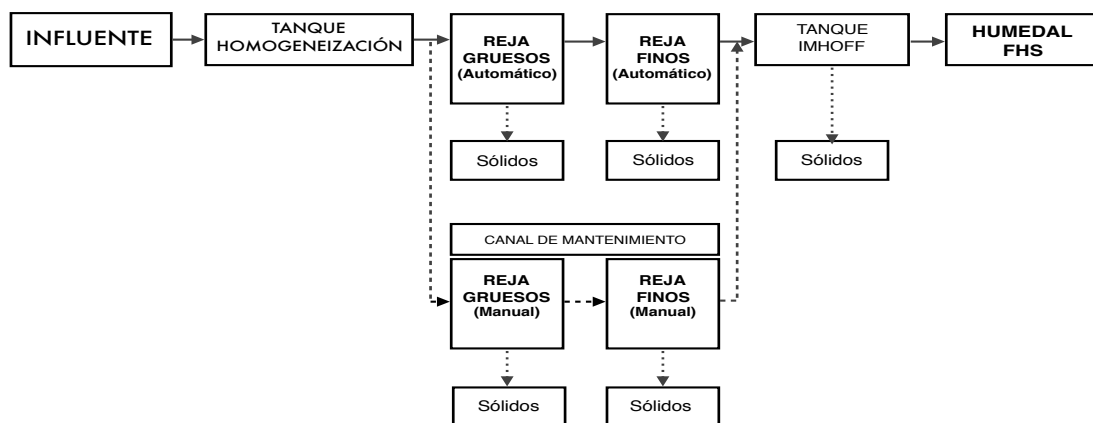 INFLUENTE
TANQUE
HOMOGENEIZACIÓN
REJA
GRUESOS
(Automático)
REJA
FINOS
(Automático)
TANQUE
IMHOFF
HUMEDAL
FHS
Sólidos
Sólidos
Sólidos
CANAL DE MANTENIMIENTO
REJA
GRUESOS
(Manual)
REJA
FINOS
(Manual)
Sólidos
Sólidos